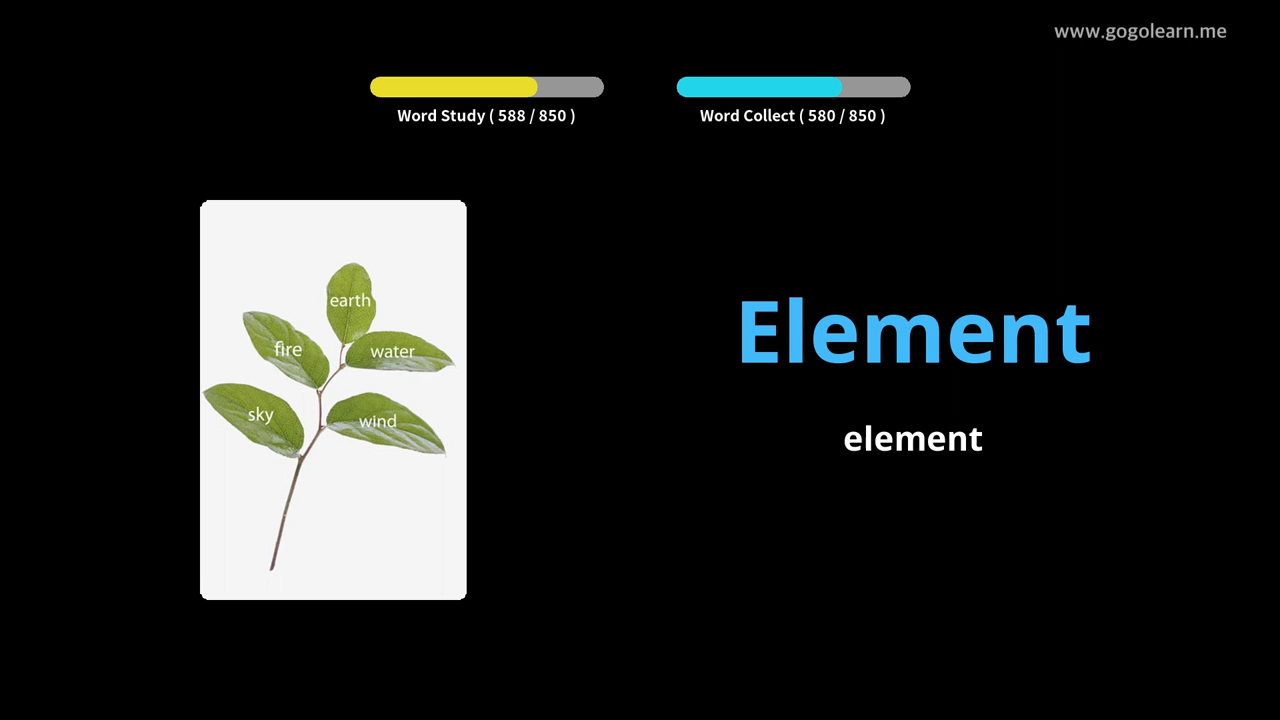 www.gogolearn.me
Word Study ( 588 / 850 )
Word Collect ( 580 / 850 )
earth
fire
water
sky
wind
Element
element